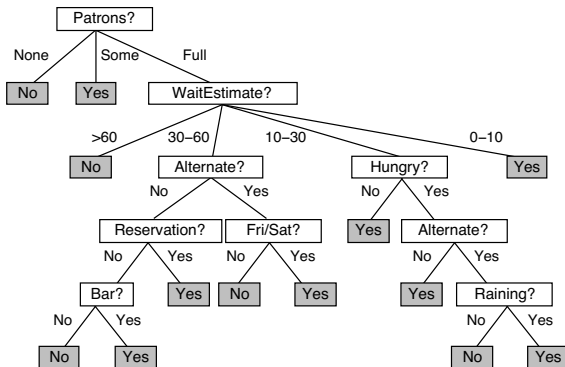 Patrons?
None Some Full
No Yes WaitEstimate?
>60 30–60 10–30 0–10
No Alternate? Hungry? Yes
No Yes No Yes
Reservation? Fri/Sat? Yes Alternate?
No Yes No Yes No Yes
Bar? Yes No Yes Yes Raining?
No Yes No Yes
No Yes No Yes